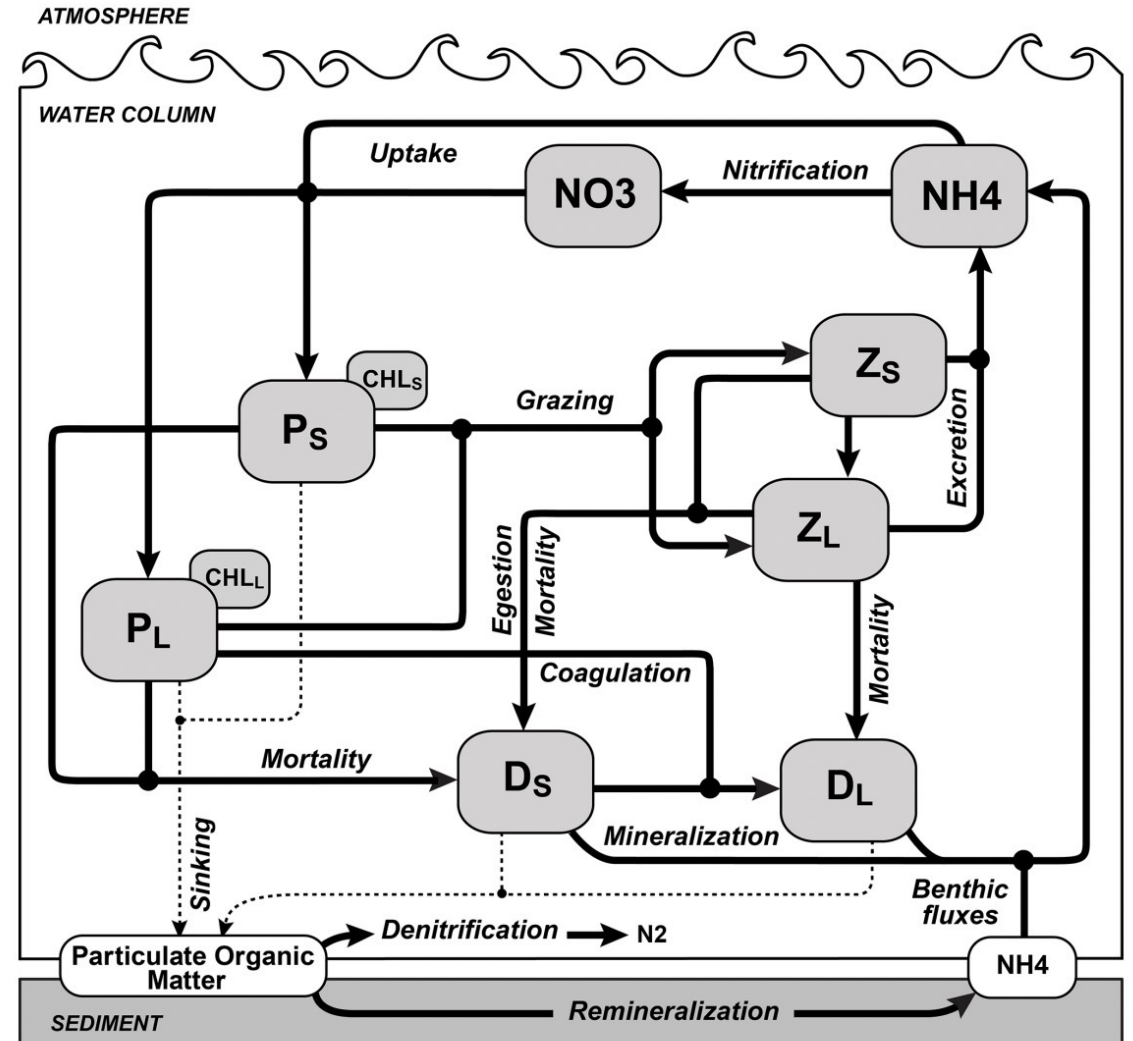 ATMOSPHERE
WATER COLUMN
Uptake
NO3
Nitrification
NH4
CHLS
PS
Grazing
ZS
Excretion
ZL
CHLL
PL
Egestion
Mortality
Coagulation
Mortality
Mortality
DS
DL
Mineralization
Sinking
Benthic
fluxes
Denitrification
N2
Particulate Organic
Matter
NH4
Remineralization
SEDIMENT